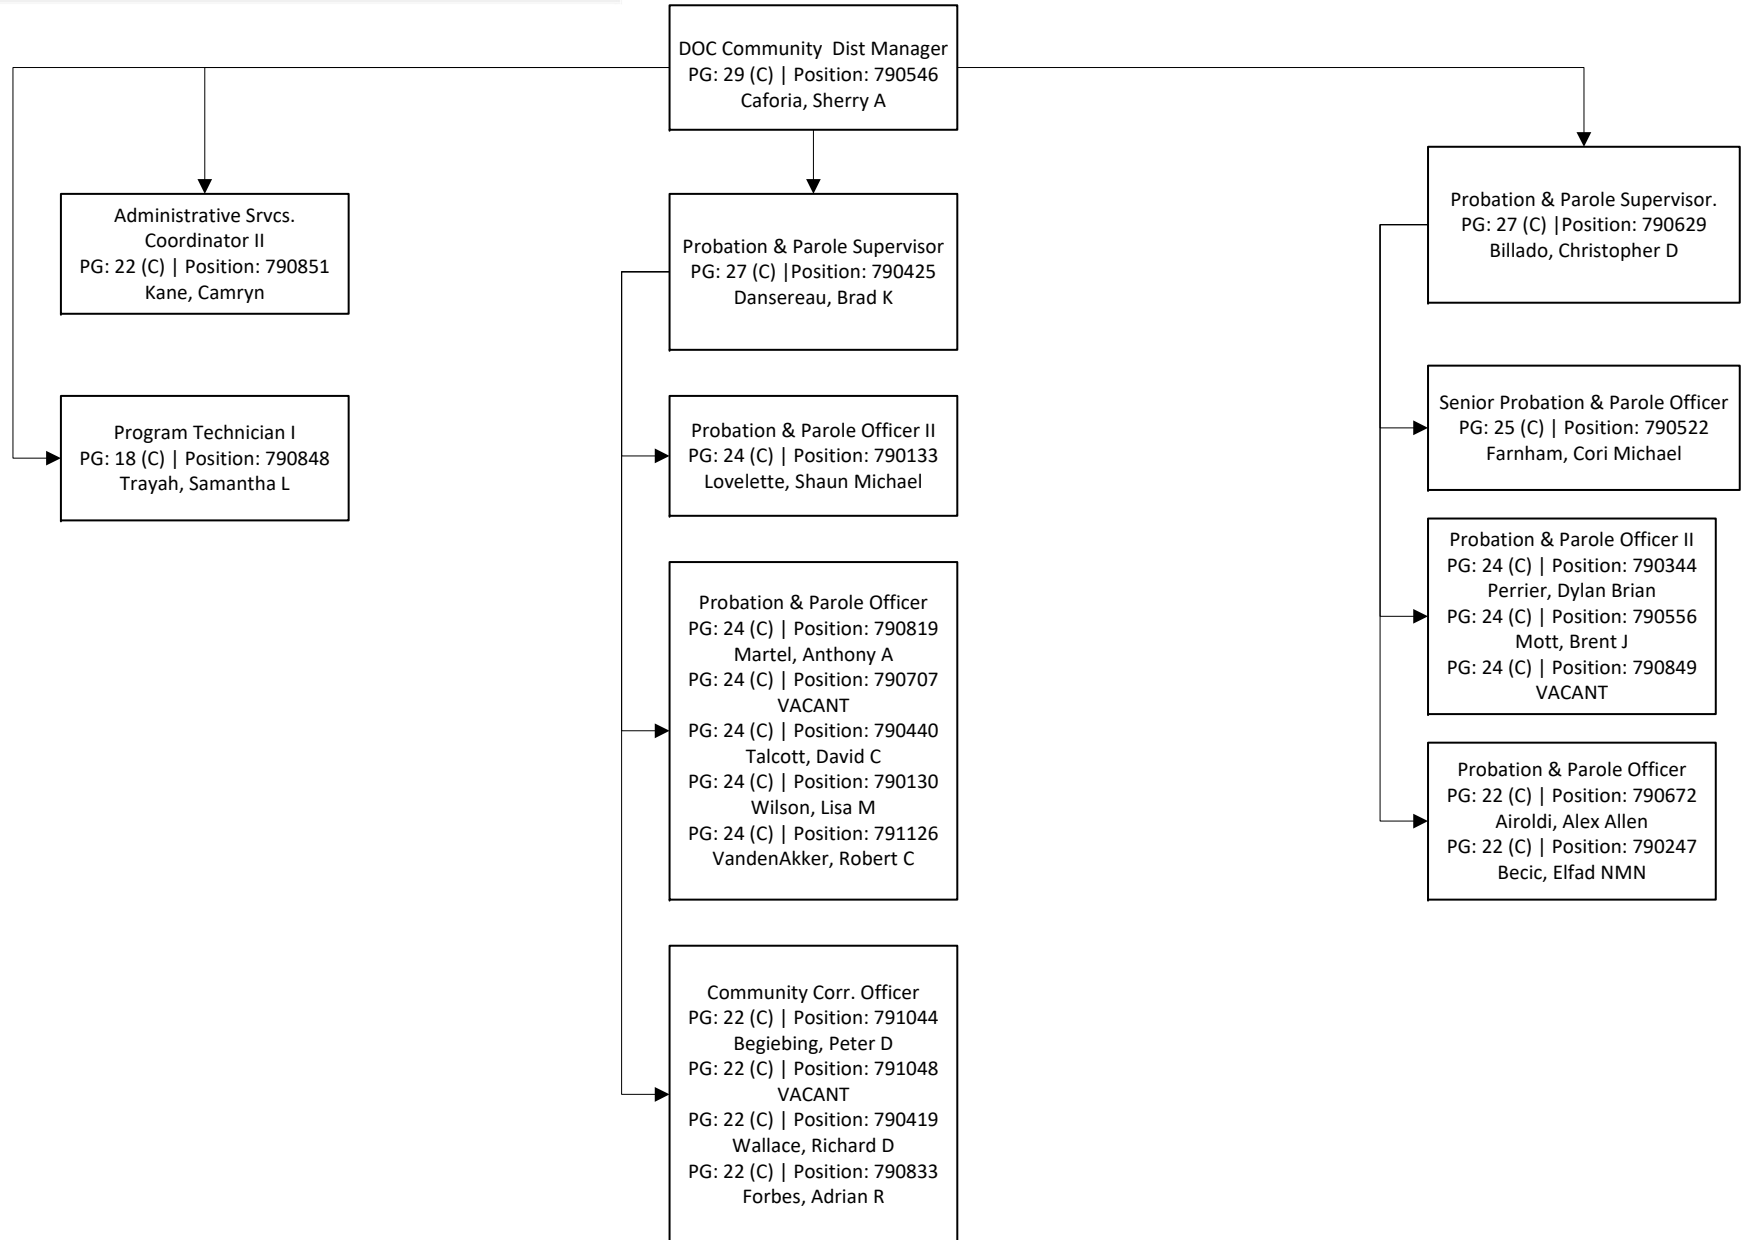 DOC Community  Dist Manager
PG: 29 (C) | Position: 790546
Caforia, Sherry A
Administrative Srvcs.
Coordinator II
PG: 22 (C) | Position: 790851
Kane, Camryn
Program Technician I
PG: 18 (C) | Position: 790848
Trayah, Samantha L
Probation & Parole Supervisor
PG: 27 (C) |Position: 790425
Dansereau, Brad K
Probation & Parole Officer II
PG: 24 (C) | Position: 790133
Lovelette, Shaun Michael
Probation & Parole Officer
PG: 24 (C) | Position: 790819
Martel, Anthony A
PG: 24 (C) | Position: 790707
VACANT
PG: 24 (C) | Position: 790440
Talcott, David C
PG: 24 (C) | Position: 790130
Wilson, Lisa M
PG: 24 (C) | Position: 791126
VandenAkker, Robert C
Community Corr. Officer
PG: 22 (C) | Position: 791044
Begiebing, Peter D
PG: 22 (C) | Position: 791048
VACANT
PG: 22 (C) | Position: 790419
Wallace, Richard D
PG: 22 (C) | Position: 790833
Forbes, Adrian R
Probation & Parole Supervisor.
PG: 27 (C) |Position: 790629
Billado, Christopher D
Senior Probation & Parole Officer
PG: 25 (C) | Position: 790522
Farnham, Cori Michael
Probation & Parole Officer II
PG: 24 (C) | Position: 790344
Perrier, Dylan Brian
PG: 24 (C) | Position: 790556
Mott, Brent J
PG: 24 (C) | Position: 790849
VACANT
Probation & Parole Officer
PG: 22 (C) | Position: 790672
Airoldi, Alex Allen
PG: 22 (C) | Position: 790247
Becic, Elfad NMN